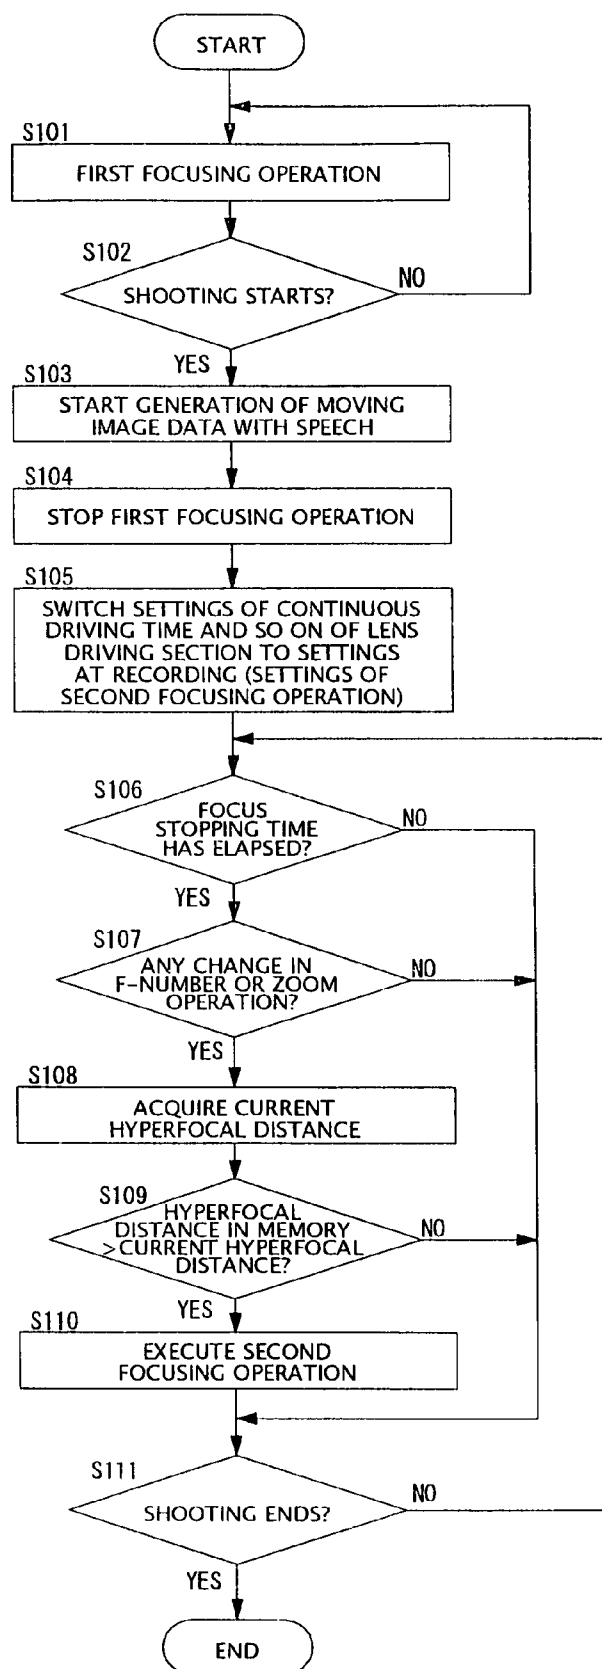 START
S101
FIRST FOCUSING OPERATION
S102
SHOOTING STARTS?
NO
YES
S103
START GENERATION OF MOVING
IMAGE DATA WITH SPEECH
S104
STOP FIRST FOCUSING OPERATION
S105
SWITCH SETTINGS OF CONTINUOUS
DRIVING TIME AND SO ON OF LENS
DRIVING SECTION TO SETTINGS
AT RECORDING (SETTINGS OF
SECOND FOCUSING OPERATION)
S106
FOCUS
STOPPING TIME
HAS ELAPSED?
NO
YES
S107
ANY CHANGE IN
F-NUMBER OR ZOOM
OPERATION?
NO
YES
S108
ACQUIRE CURRENT
HYPERFOCAL DISTANCE
S109
HYPERFOCAL
DISTANCE IN MEMORY
>CURRENT HYPERFOCAL
DISTANCE?
NO
YES
S110
EXECUTE SECOND
FOCUSING OPERATION
S111
SHOOTING ENDS?
NO
YES
END